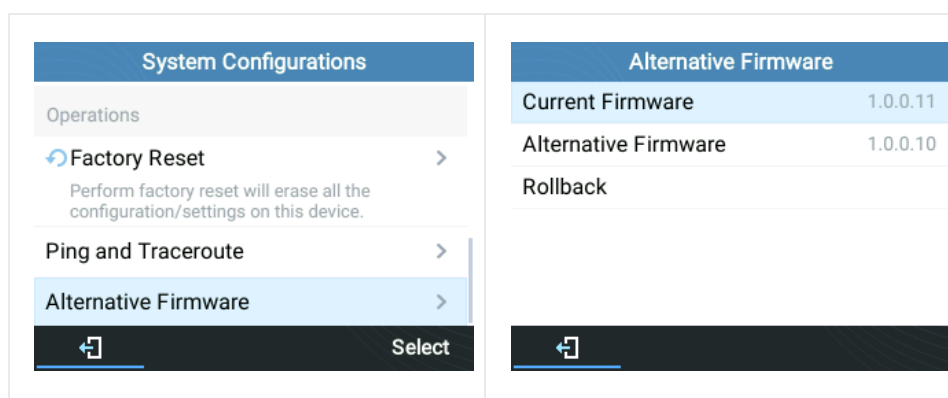 System Configurations
Operations
Factory Reset
Perform factory reset will erase all the
configuration/settings on this device.
Ping and Traceroute
Alternative Firmware
Select
Alternative Firmware
Current Firmware 1.0.0.11
Alternative Firmware 1.0.0.10
Rollback